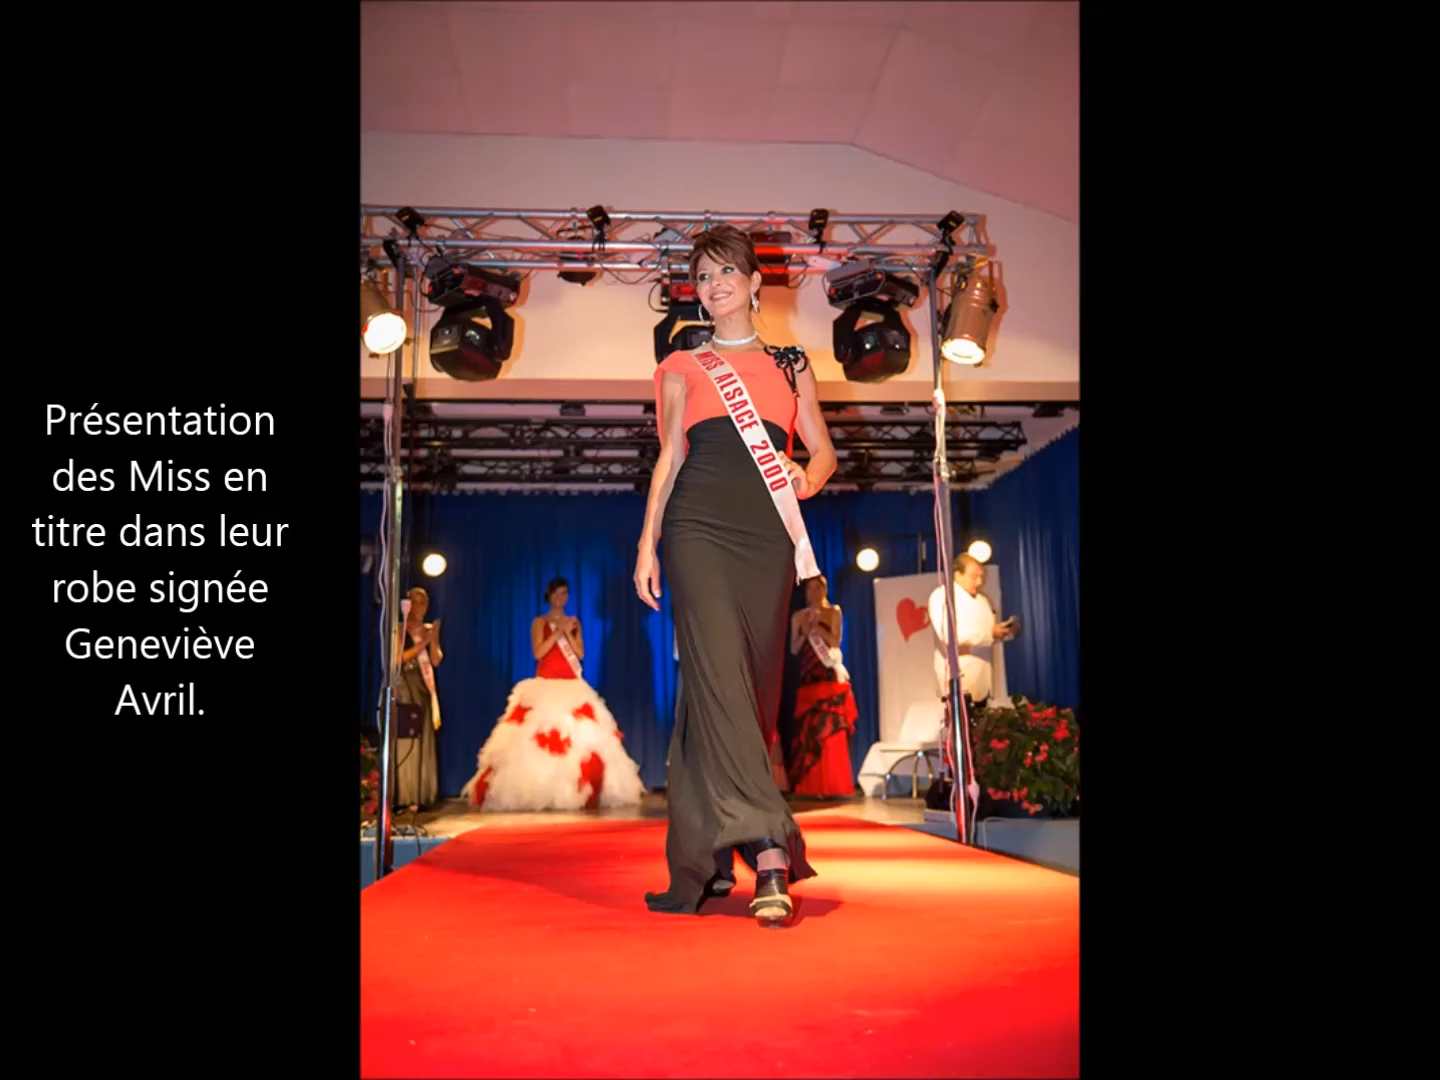 Présentation
des Miss en
titre dans leur
robe signée
Geneviève
Avril.
MISS ALSACE 2000